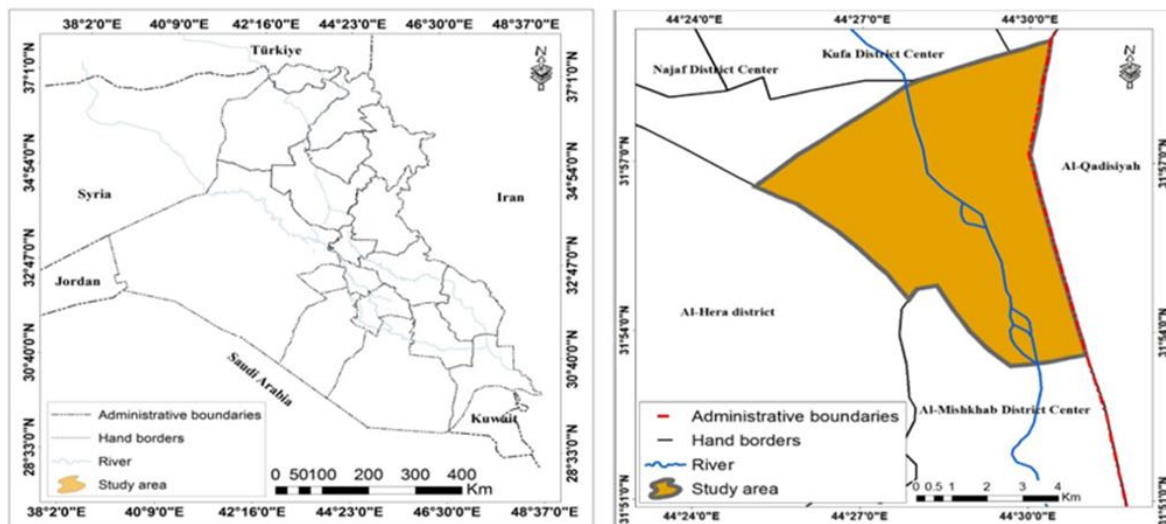 38°2'0"E 40°9'0"E 42°16'0"E 44°23'0"E 46°30'0"E 48°37'0"E
Türkiye
N
37°1'0"N
37°1'0"N
34°54'0"N
34°54'0"N
Syria
Iran
32°47'0"N
32°47'0"N
Jordan
30°40'0"N
30°40'0"N
Saudi Arabia
Kuwait
28°33'0"N
28°33'0"N
Administrative boundaries
Hand borders
River
Study area
0 50100 200 300 400
Km
38°2'0"E 40°9'0"E 42°16'0"E 44°23'0"E 46°30'0"E 48°37'0"E
44°24'0"E 44°27'0"E 44°30'0"E
Kufa District Center
Najaf District Center
N
31°57'0"N
31°57'0"N
Al-Qadisiyah
Al-Hera district
31°54'0"N
31°54'0"N
Al-Mishkhab District Center
Administrative boundaries
Hand borders
River
Study area
0 0.5 1 2 3 4
Km
44°24'0"E 44°27'0"E 44°30'0"E